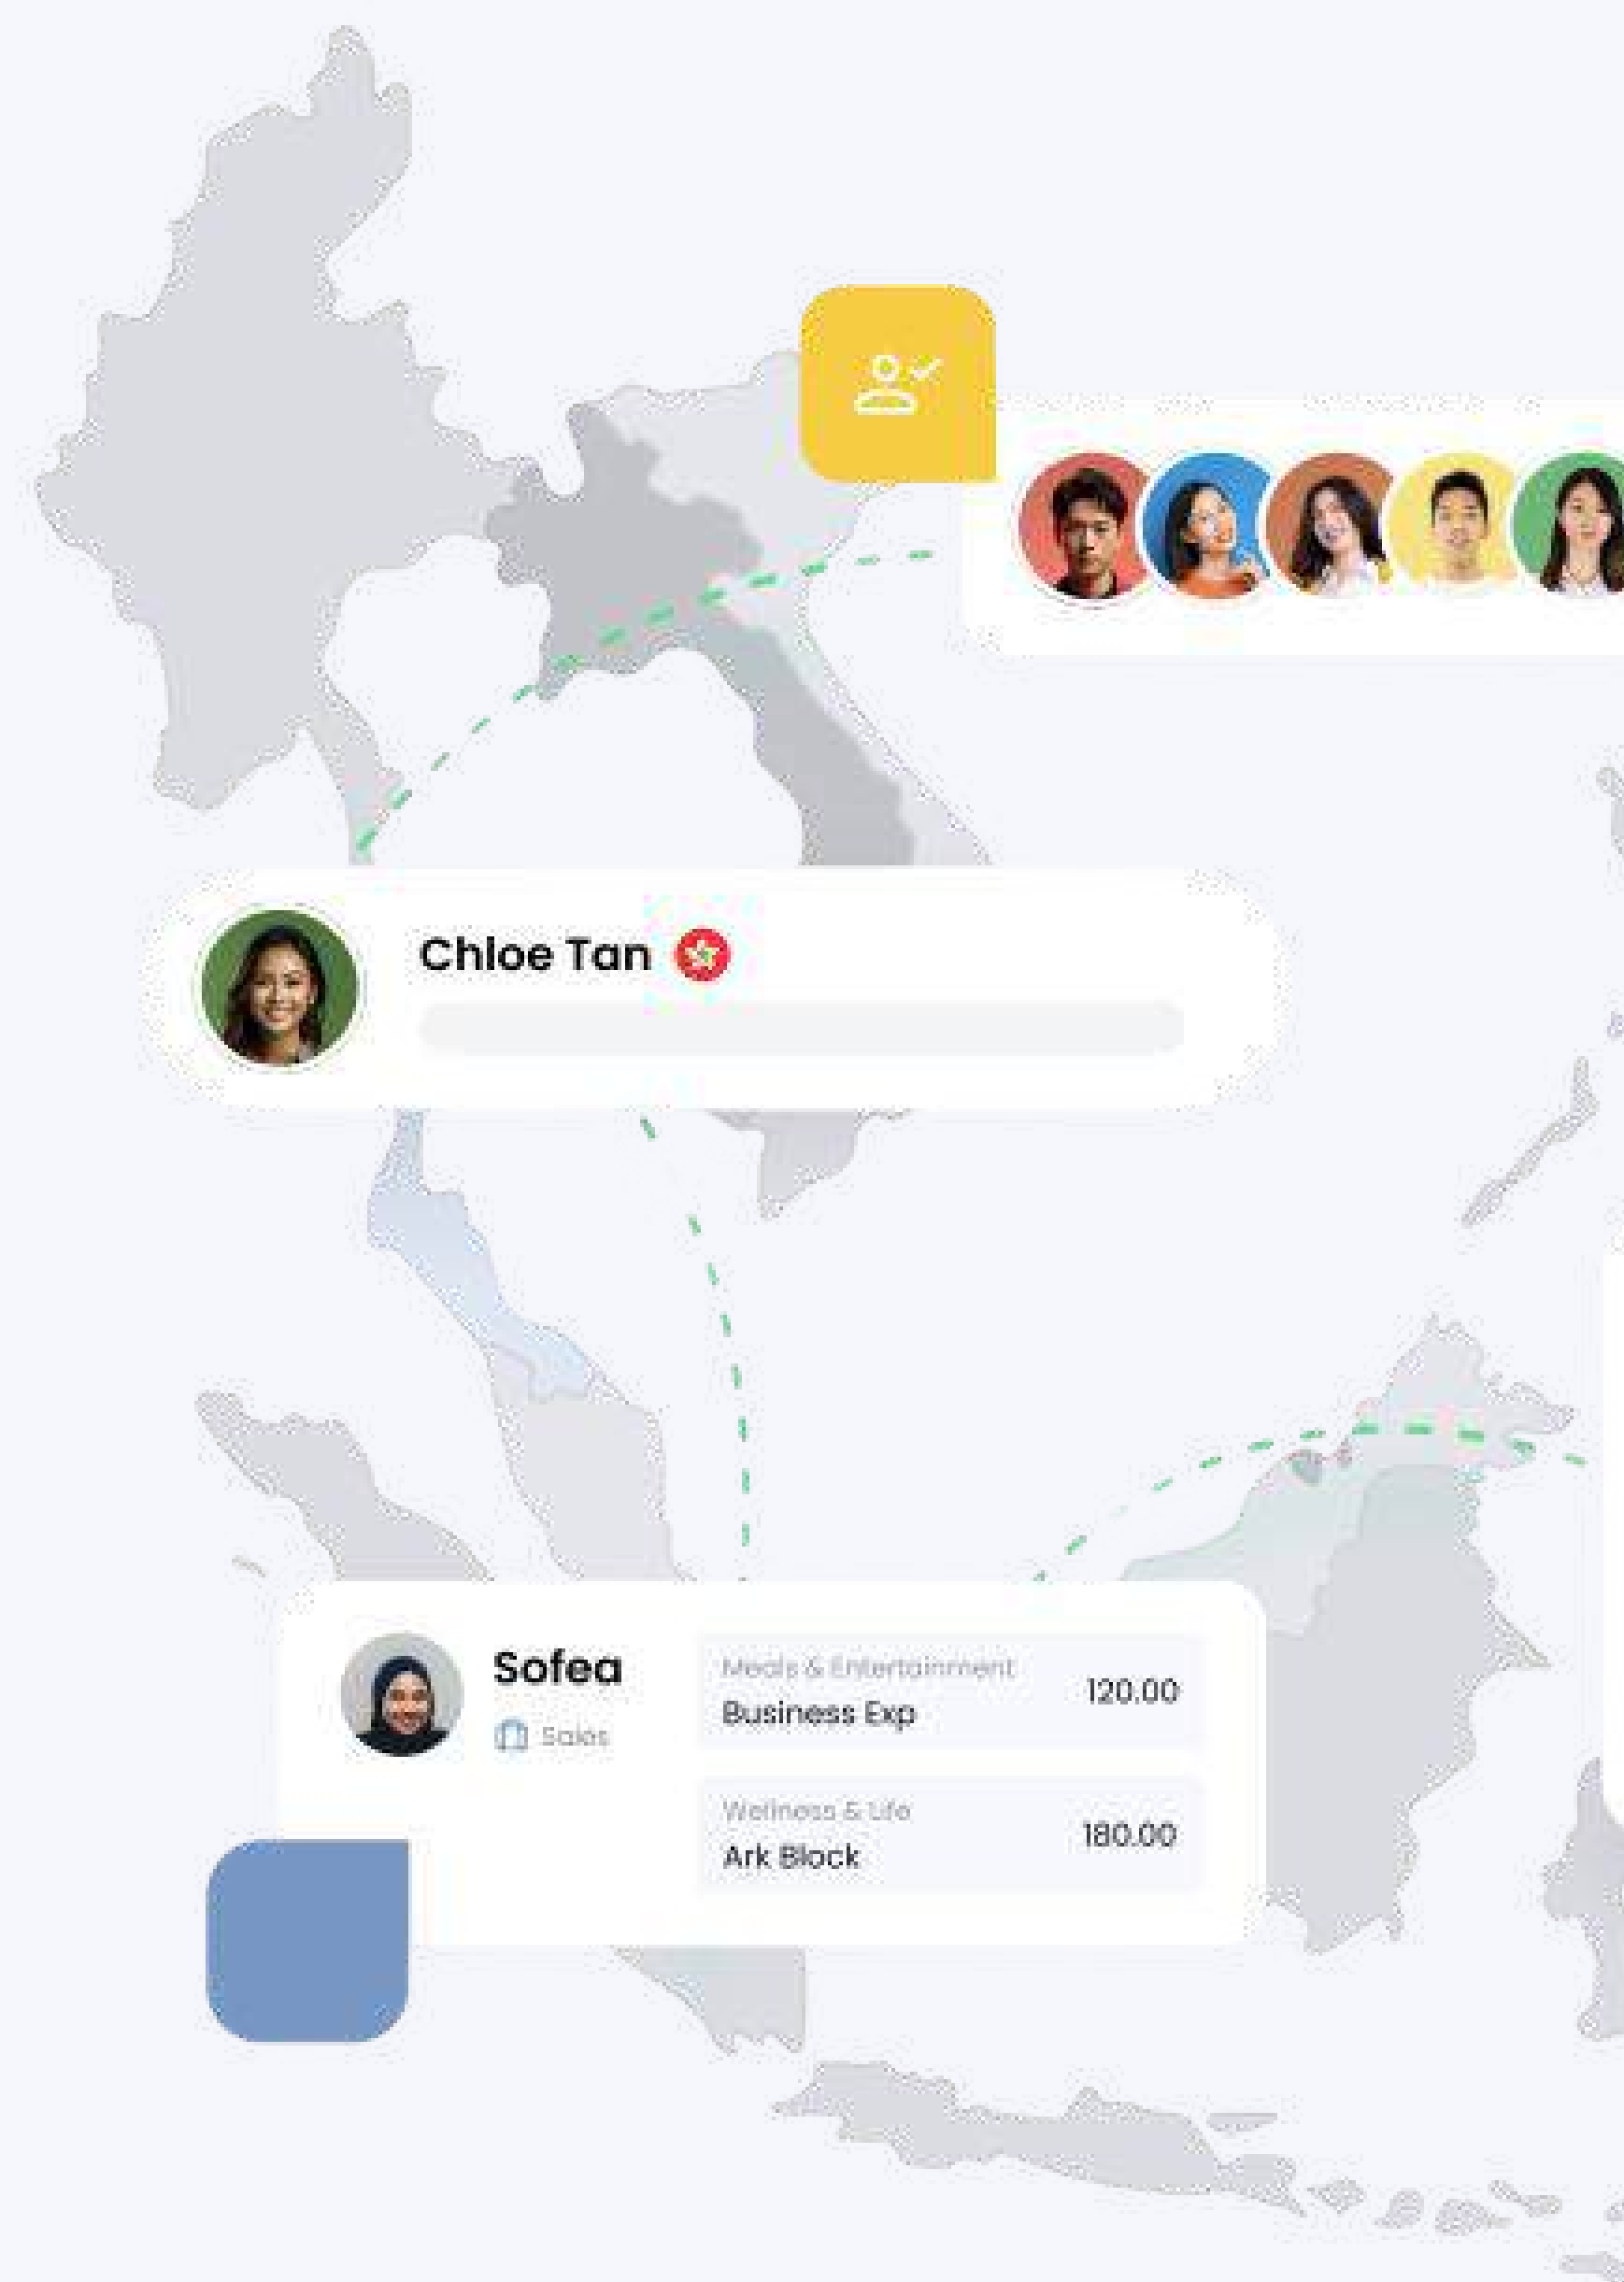 Chloe Tan
Sofea
Sales
Meals & Entertainment
Business Exp
120.00
Wellness & Life
Ark Block
180.00